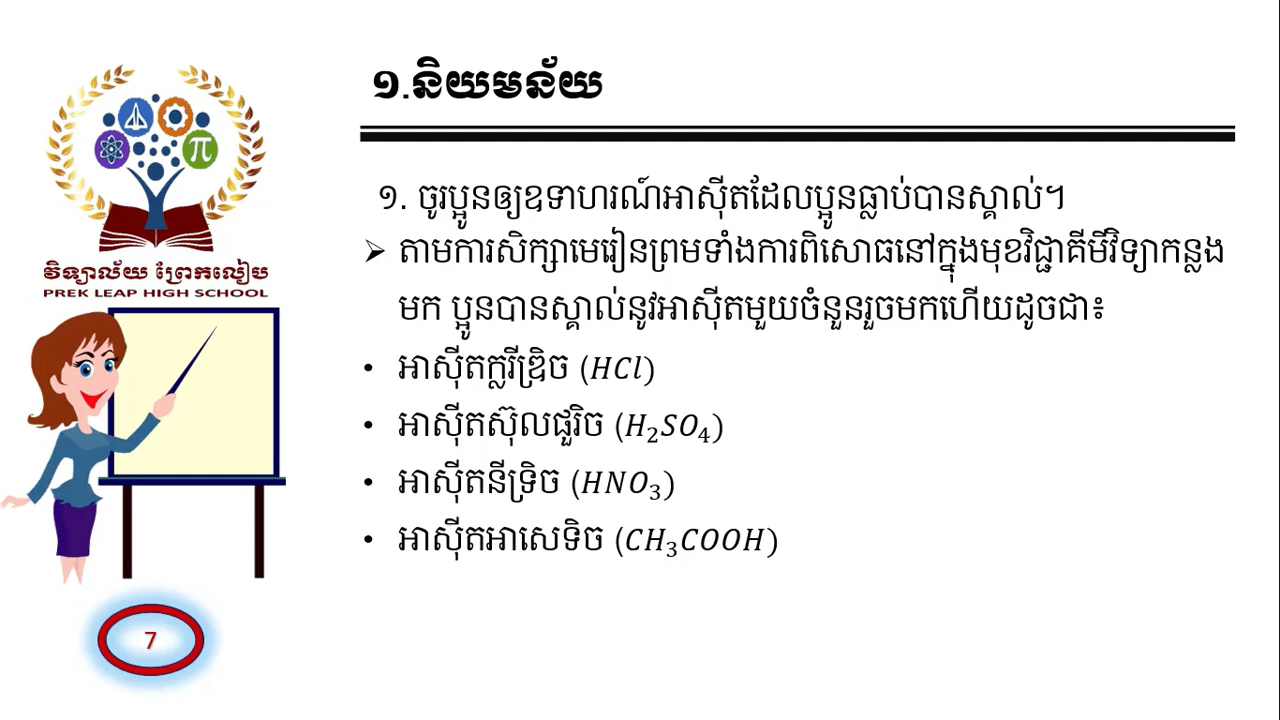 ១.និយមន័យ
វិទ្យាល័យ ព្រែកលៀប
PREK LEAP HIGH SCHOOL
១. ចូរប្អូនឲ្យឧទាហរណ៍អាស៊ីតដែលប្អូនធ្លាប់បានស្គាល់។
➢ តាមការសិក្សាមេរៀនព្រមទាំងការពិសោធនៅក្នុងមុខវិជ្ជាគីមីវិទ្យាកន្លង
មក ប្អូនបានស្គាល់នូវអាស៊ីតមួយចំនួនរួចមកហើយដូចជា៖
• អាស៊ីតក្លរីឌ្រិច (HCl)
• អាស៊ីតស៊ុលផួរិច (H₂SO₄)
• អាស៊ីតនីទ្រិច (HNO₃)
• អាស៊ីតអាសេទិច (CH₃COOH)
7